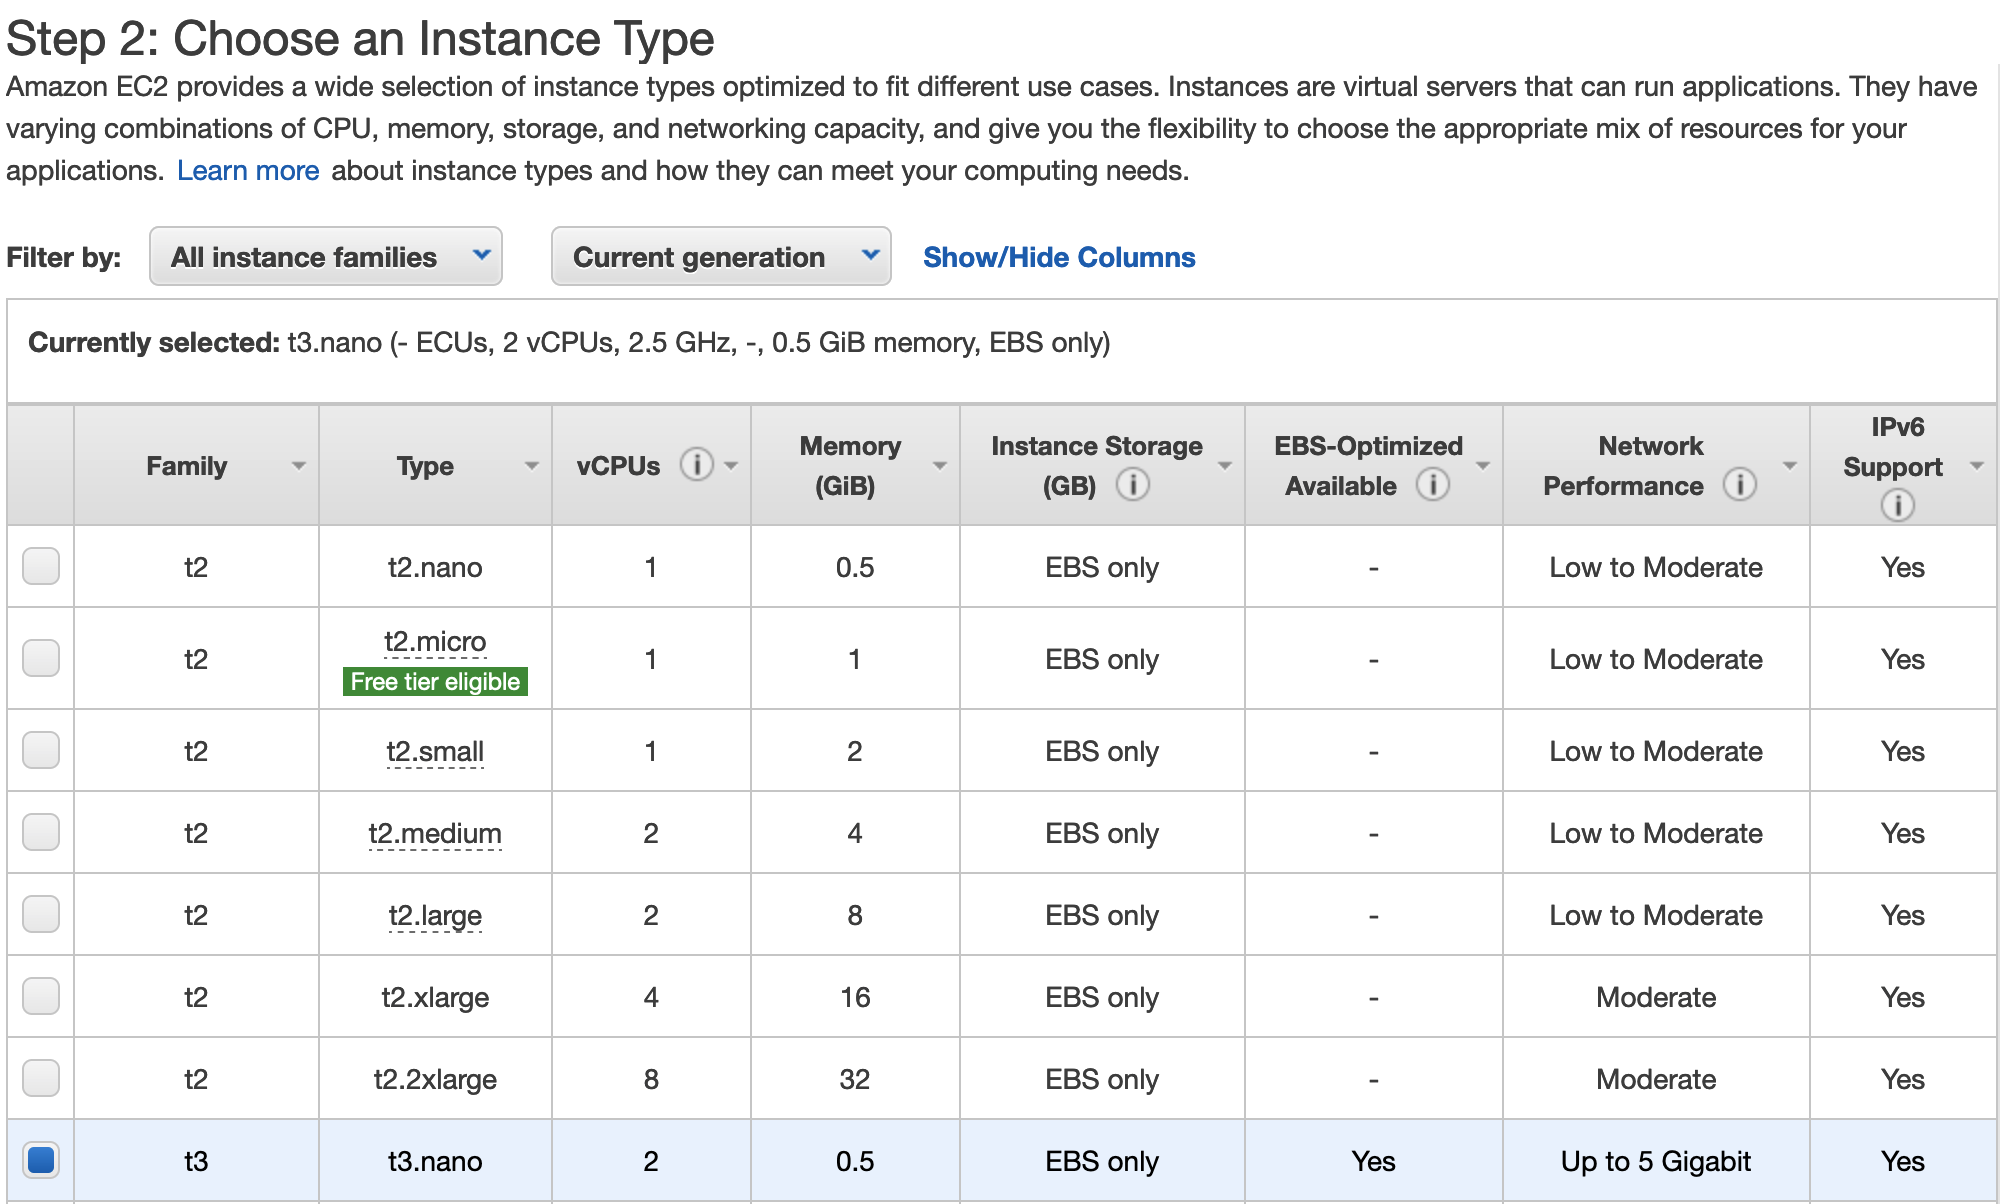 Step 2: Choose an Instance Type
Amazon EC2 provides a wide selection of instance types optimized to fit different use cases. Instances are virtual servers that can run applications. They have
varying combinations of CPU, memory, storage, and networking capacity, and give you the flexibility to choose the appropriate mix of resources for your
applications. Learn more about instance types and how they can meet your computing needs.
Filter by: All instance families Current generation Show/Hide Columns
Currently selected: t3.nano (- ECUs, 2 vCPUs, 2.5 GHz, -, 0.5 GiB memory, EBS only)
Family Type vCPUs Memory (GiB) Instance Storage (GB) EBS-Optimized Available Network Performance IPv6 Support
t2 t2.nano 1 0.5 EBS only - Low to Moderate Yes
t2 t2.micro Free tier eligible 1 1 EBS only - Low to Moderate Yes
t2 t2.small 1 2 EBS only - Low to Moderate Yes
t2 t2.medium 2 4 EBS only - Low to Moderate Yes
t2 t2.large 2 8 EBS only - Low to Moderate Yes
t2 t2.xlarge 4 16 EBS only - Moderate Yes
t2 t2.2xlarge 8 32 EBS only - Moderate Yes
t3 t3.nano 2 0.5 EBS only Yes Up to 5 Gigabit Yes